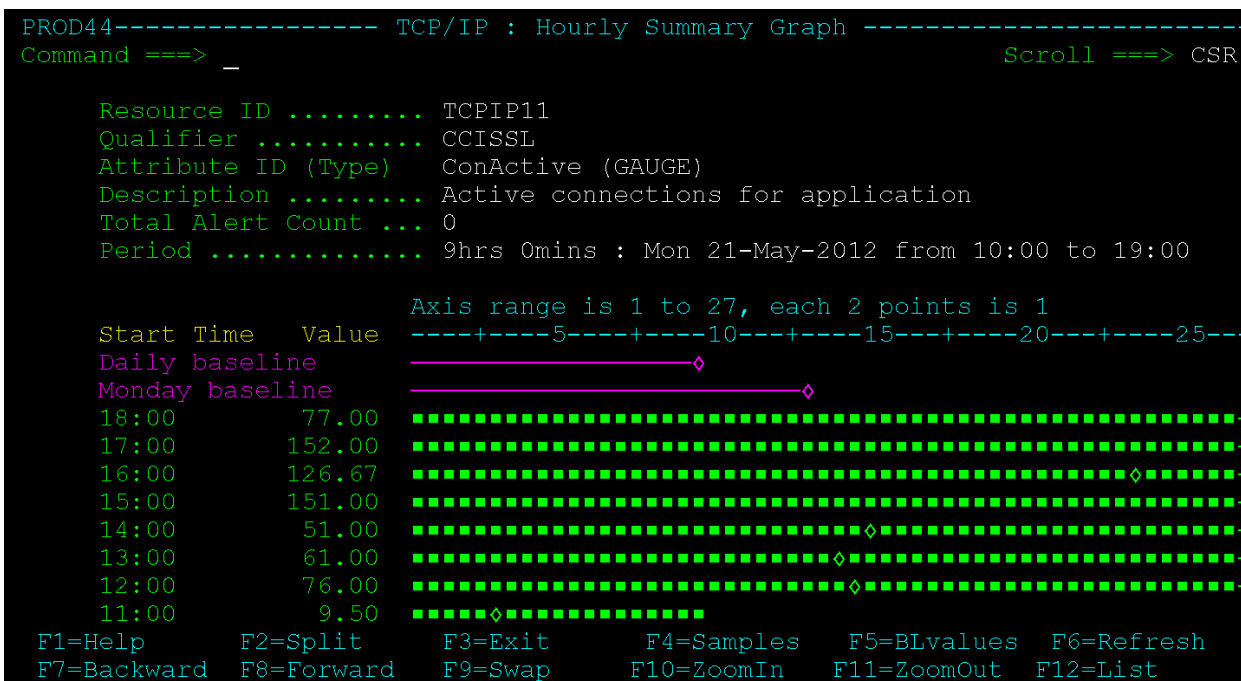 PROD44----------------- TCP/IP : Hourly Summary Graph ------------------------
Command ===> _ Scroll ===> CSR
Resource ID ......... TCPIP11
Qualifier ........... CCISSL
Attribute ID (Type) ConActive (GAUGE)
Description ......... Active connections for application
Total Alert Count ... 0
Period .............. 9hrs 0mins : Mon 21-May-2012 from 10:00 to 19:00
Axis range is 1 to 27, each 2 points is 1
Start Time Value ----+----5----+----10---+----15---+----20---+----25--
Daily baseline
Monday baseline
18:00 77.00
17:00 152.00
16:00 126.67
15:00 151.00
14:00 51.00
13:00 61.00
12:00 76.00
11:00 9.50
F1=Help F2=Split F3=Exit F4=Samples F5=BLvalues F6=Refresh
F7=Backward F8=Forward F9=Swap F10=ZoomIn F11=ZoomOut F12=List